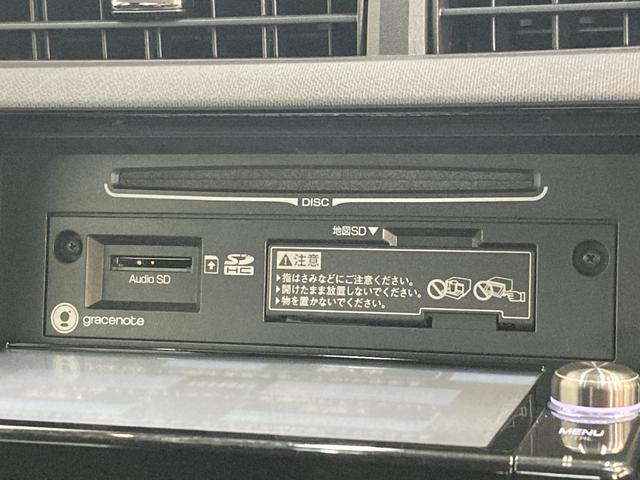 DISC
地図SD▼
Audio SD
SD
HC
⚠注意
▶指はさみなどにご注意ください。
▶開けたまま放置しないでください。
▶物を置かないでください。
gracenote
MENU